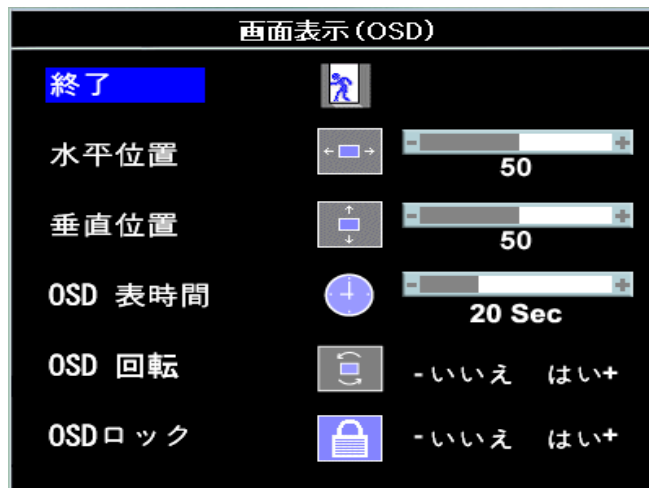 画面表示(OSD)
終了
水平位置 - +
50
垂直位置 - +
50
OSD 表時間 - +
20 Sec
OSD 回転 -いいえ はい+
OSDロック -いいえ はい+